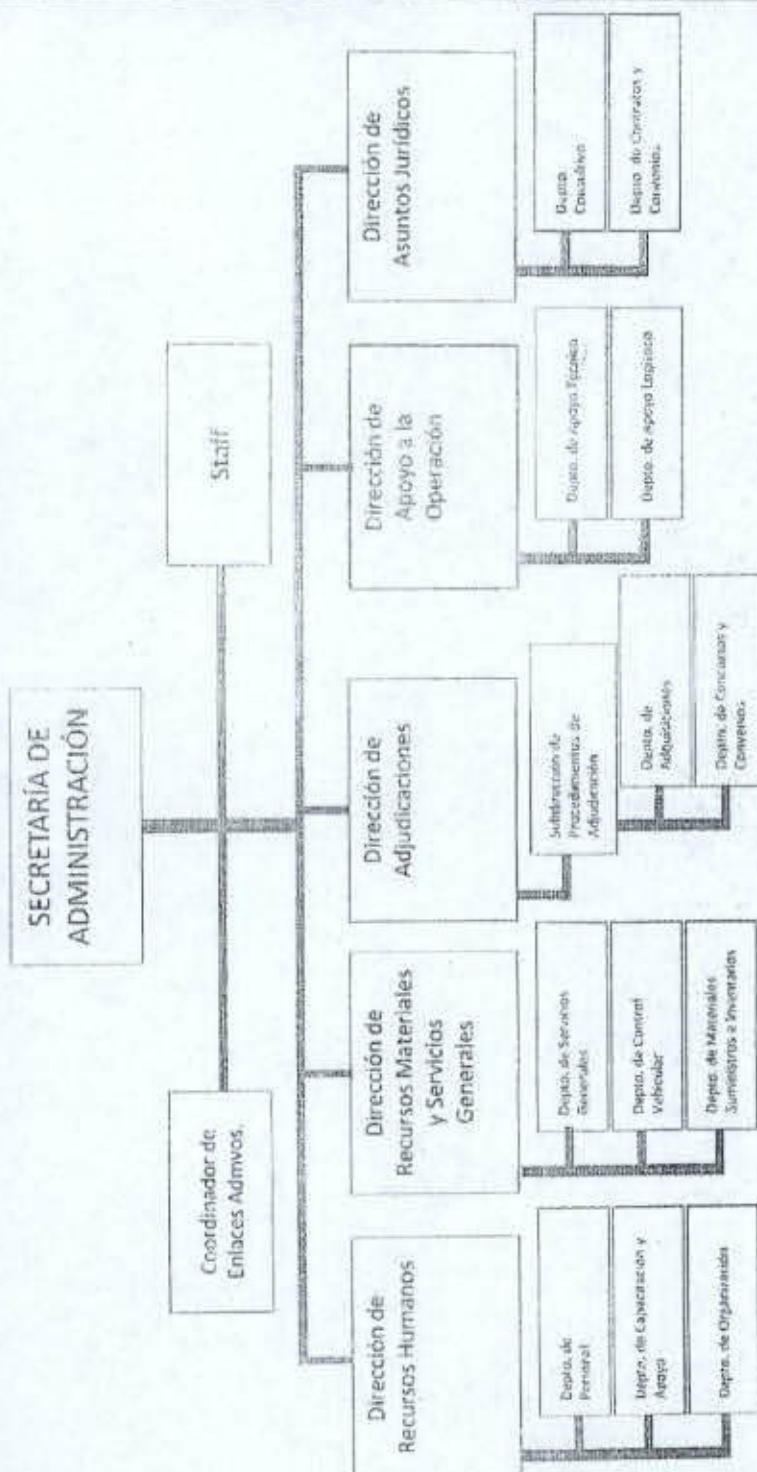 SECRETARÍA DE
ADMINISTRACIÓN
Coordinador de
Enlaces Admvos.
Staff
Dirección de
Recursos Humanos
Depto. de
Personal
Depto. de Capacitación y
Apoyo
Depto. de Organización
Dirección de
Recursos Materiales
y Servicios
Generales
Depto. de Servicios
Generales
Depto. de Control
Vehicular
Depto. de Materiales
Suministros e Inventarios
Dirección de
Adjudicaciones
Subdirección de
Procedimientos de
Adjudicación
Depto. de
Adquisiciones
Depto. de Concursos y
Convenios
Dirección de
Apoyo a la
Operación
Depto. de Apoyo Técnico
Depto. de Apoyo Logístico
Dirección de
Asuntos Jurídicos
Depto.
Consultivo
Depto. de Contratos y
Convenios